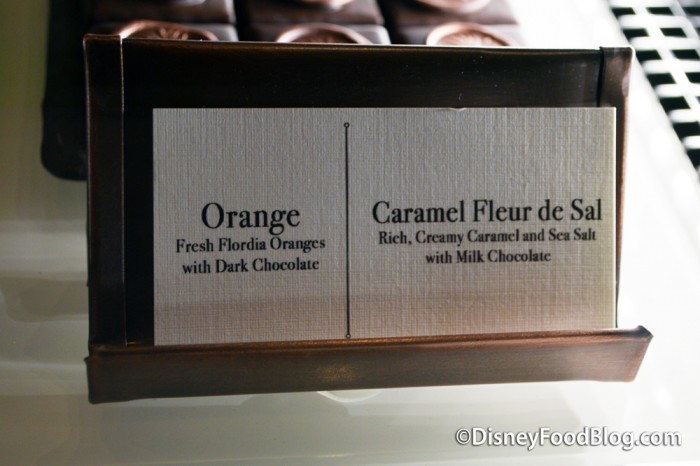 Orange
Fresh Flordia Oranges
with Dark Chocolate
Caramel Fleur de Sal
Rich, Creamy Caramel and Sea Salt
with Milk Chocolate
©DisneyFoodBlog.com